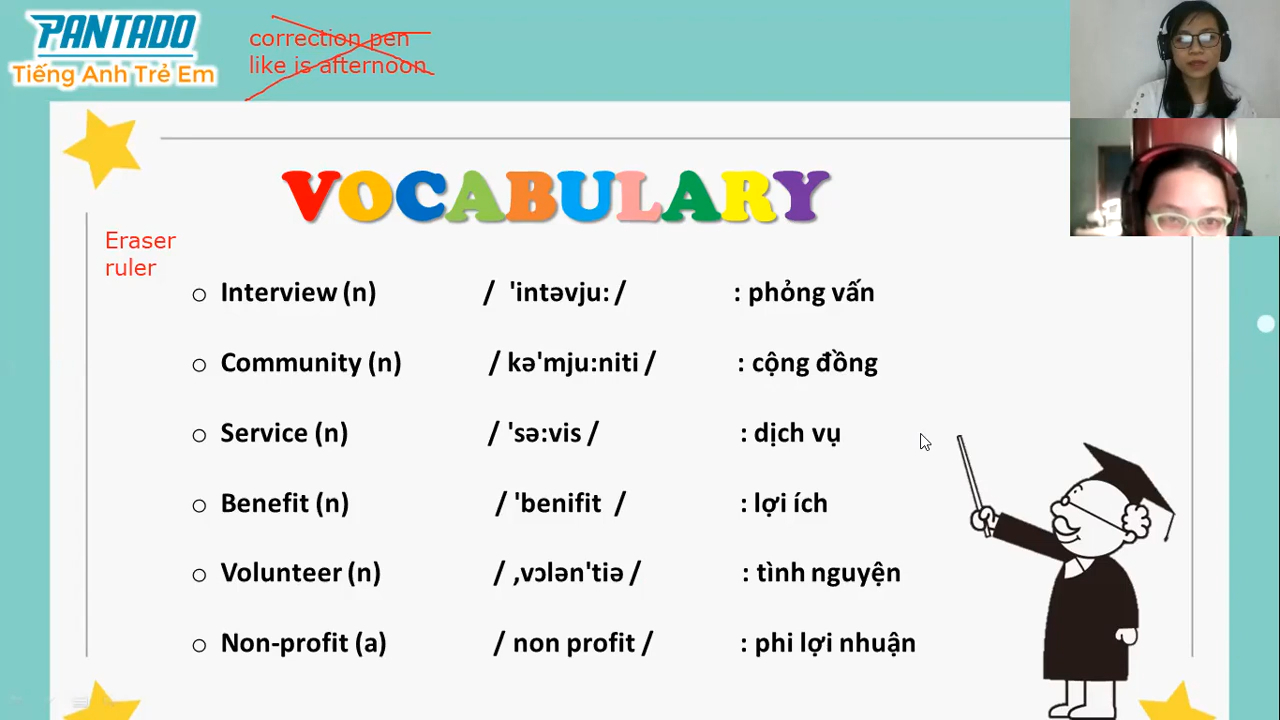 PANTADO
Tiếng Anh Trẻ Em
correction pen
like is afternoon
VOCABULARY
Eraser
ruler
Interview (n) / 'intəvju: / : phỏng vấn
Community (n) / kə'mju:niti / : cộng đồng
Service (n) / 'sə:vis / : dịch vụ
Benefit (n) / 'benifit / : lợi ích
Volunteer (n) / ,vɔlən'tiə / : tình nguyện
Non-profit (a) / non profit / : phi lợi nhuận